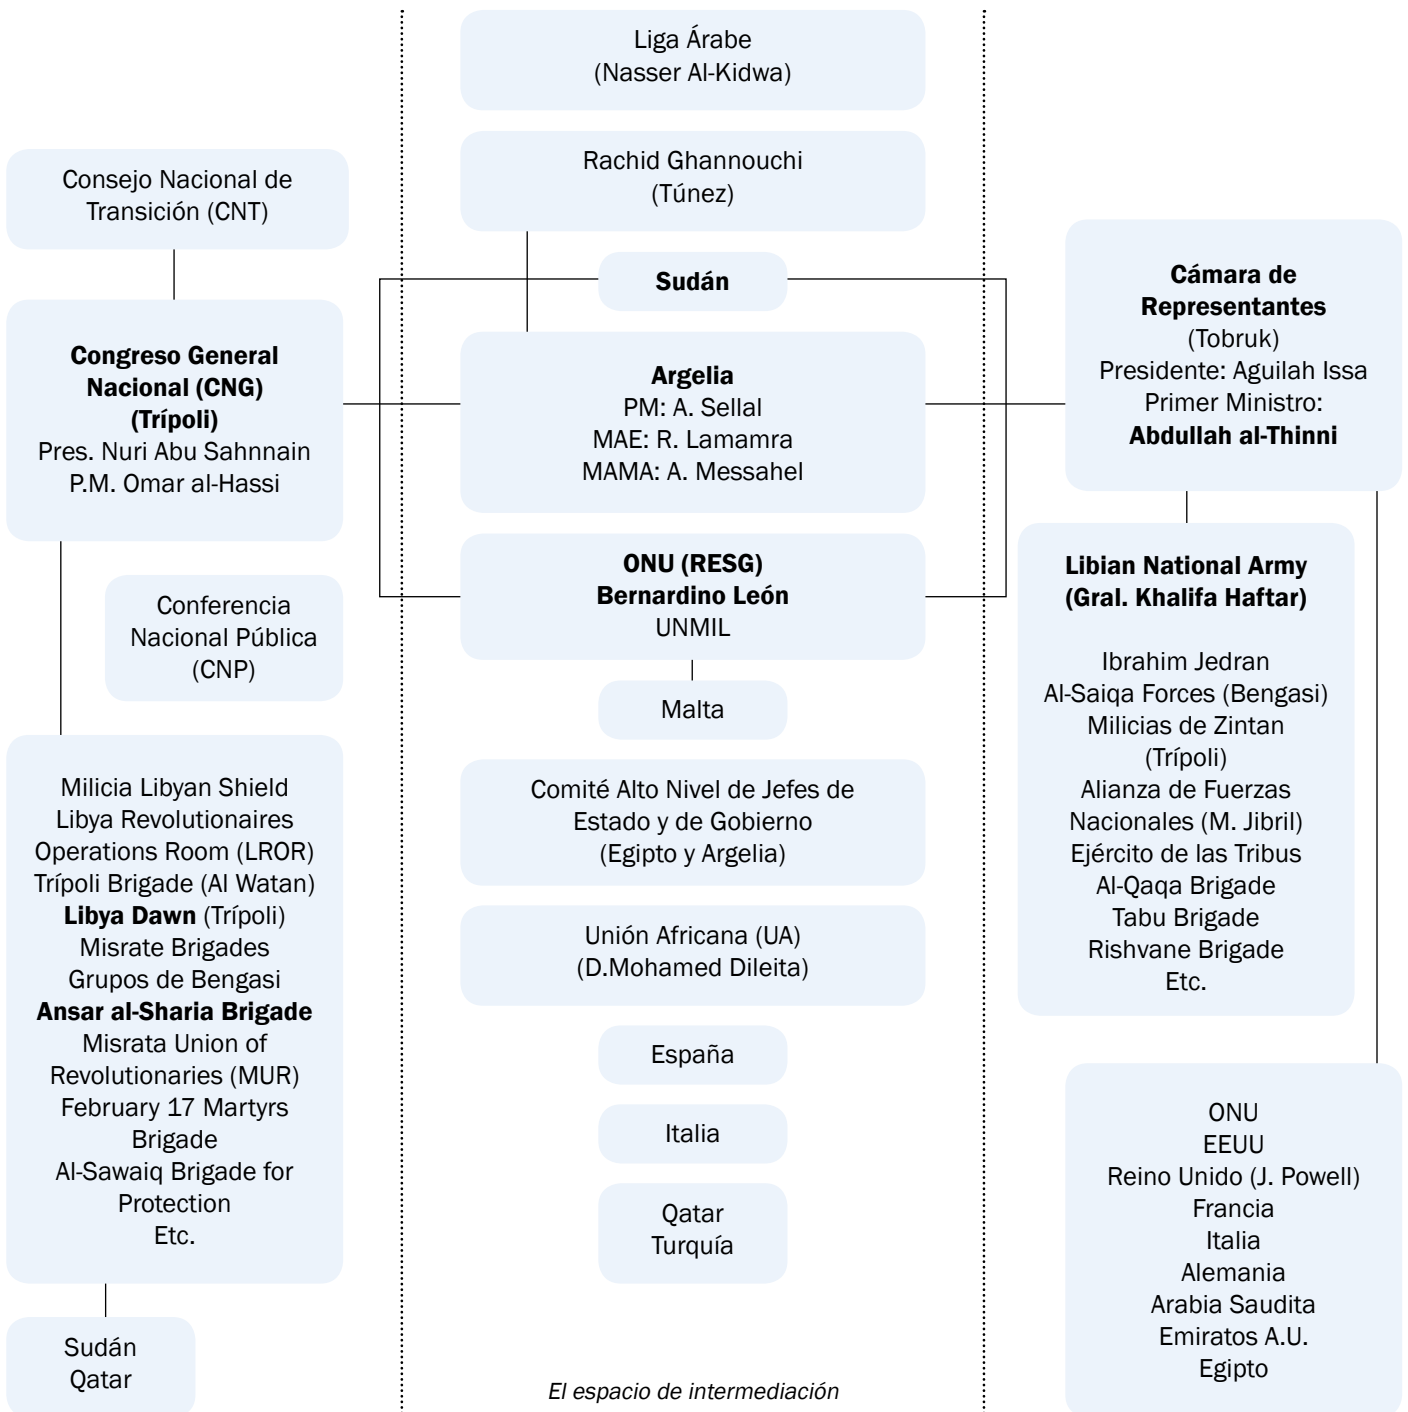 Liga Árabe
(Nasser Al-Kidwa)
Rachid Ghannouchi
(Túnez)
Sudán
Argelia
PM: A. Sellal
MAE: R. Lamamra
MAMA: A. Messahel
ONU (RESG)
Bernardino León
UNMIL
Malta
Comité Alto Nivel de Jefes de
Estado y de Gobierno
(Egipto y Argelia)
Unión Africana (UA)
(D.Mohamed Dileita)
España
Italia
Qatar
Turquía
El espacio de intermediación
Consejo Nacional de
Transición (CNT)
Congreso General
Nacional (CNG)
(Trípoli)
Pres. Nuri Abu Sahnnain
P.M. Omar al-Hassi
Conferencia
Nacional Pública
(CNP)
Milicia Libyan Shield
Libya Revolutionaires
Operations Room (LROR)
Trípoli Brigade (Al Watan)
Libya Dawn (Trípoli)
Misrate Brigades
Grupos de Bengasi
Ansar al-Sharia Brigade
Misrata Union of
Revolutionaries (MUR)
February 17 Martyrs
Brigade
Al-Sawaiq Brigade for
Protection
Etc.
Sudán
Qatar
Cámara de
Representantes
(Tobruk)
Presidente: Aguilah Issa
Primer Ministro:
Abdullah al-Thinni
Libian National Army
(Gral. Khalifa Haftar)
Ibrahim Jedran
Al-Saiqa Forces (Bengasi)
Milicias de Zintan
(Trípoli)
Alianza de Fuerzas
Nacionales (M. Jibril)
Ejército de las Tribus
Al-Qaqa Brigade
Tabu Brigade
Rishvane Brigade
Etc.
ONU
EEUU
Reino Unido (J. Powell)
Francia
Italia
Alemania
Arabia Saudita
Emiratos A.U.
Egipto